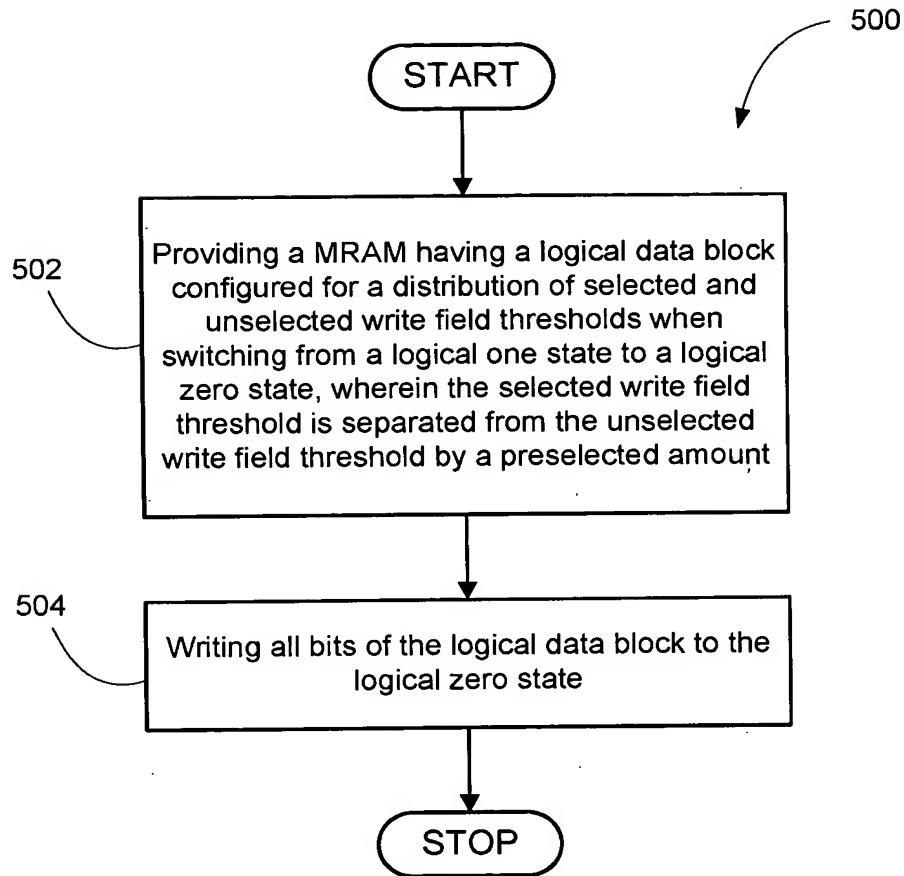 500
START
502
Providing a MRAM having a logical data block
configured for a distribution of selected and
unselected write field thresholds when
switching from a logical one state to a logical
zero state, wherein the selected write field
threshold is separated from the unselected
write field threshold by a preselected amount
504
Writing all bits of the logical data block to the
logical zero state
STOP